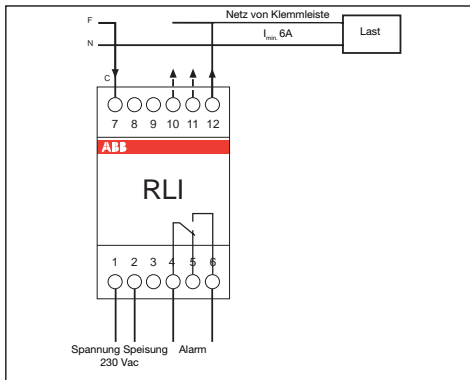 F
Netz von Klemmleiste
N
Imin. 6A
Last
C
7 8 9 10 11 12
ABB
RLI
1 2 3 4 5 6
Spannung Speisung
230 Vac
Alarm